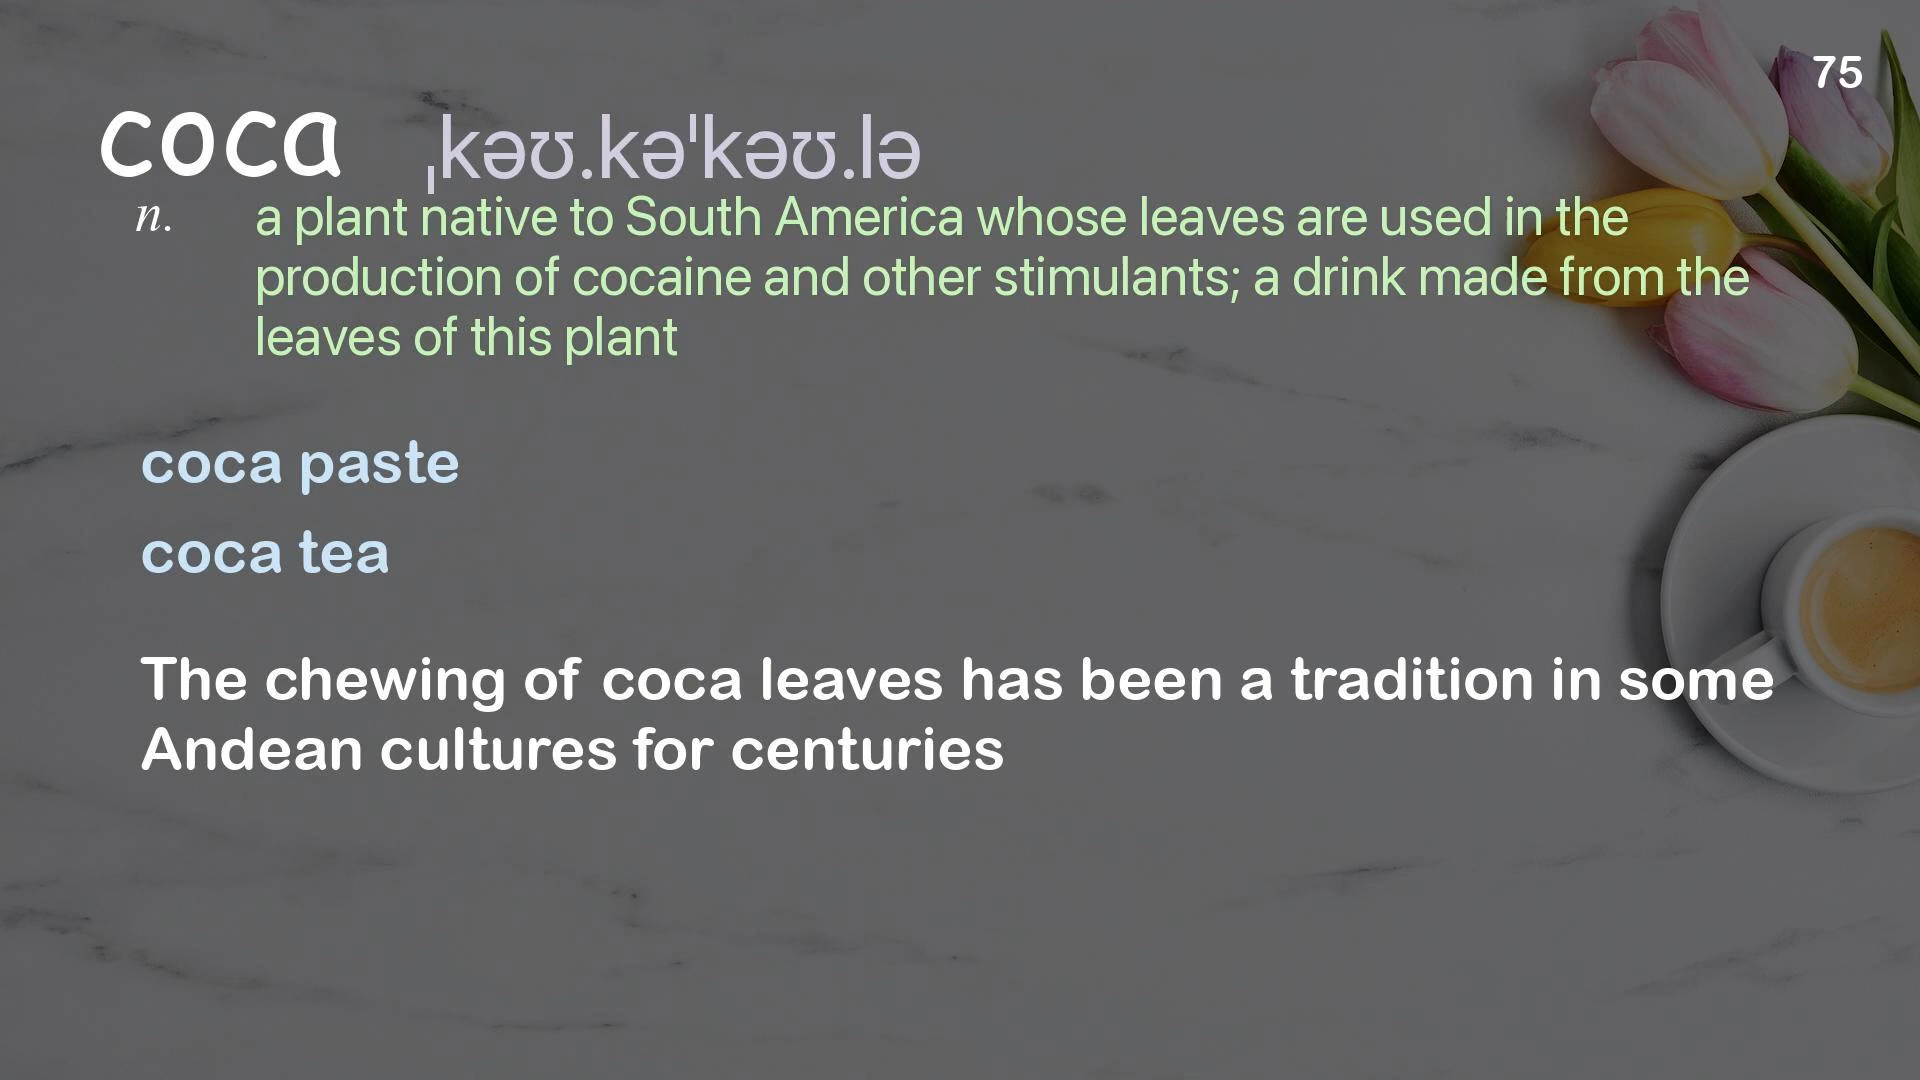 75
coca ˌkəʊ.kəˈkəʊ.lə
n. a plant native to South America whose leaves are used in the
production of cocaine and other stimulants; a drink made from the
leaves of this plant
coca paste
coca tea
The chewing of coca leaves has been a tradition in some
Andean cultures for centuries